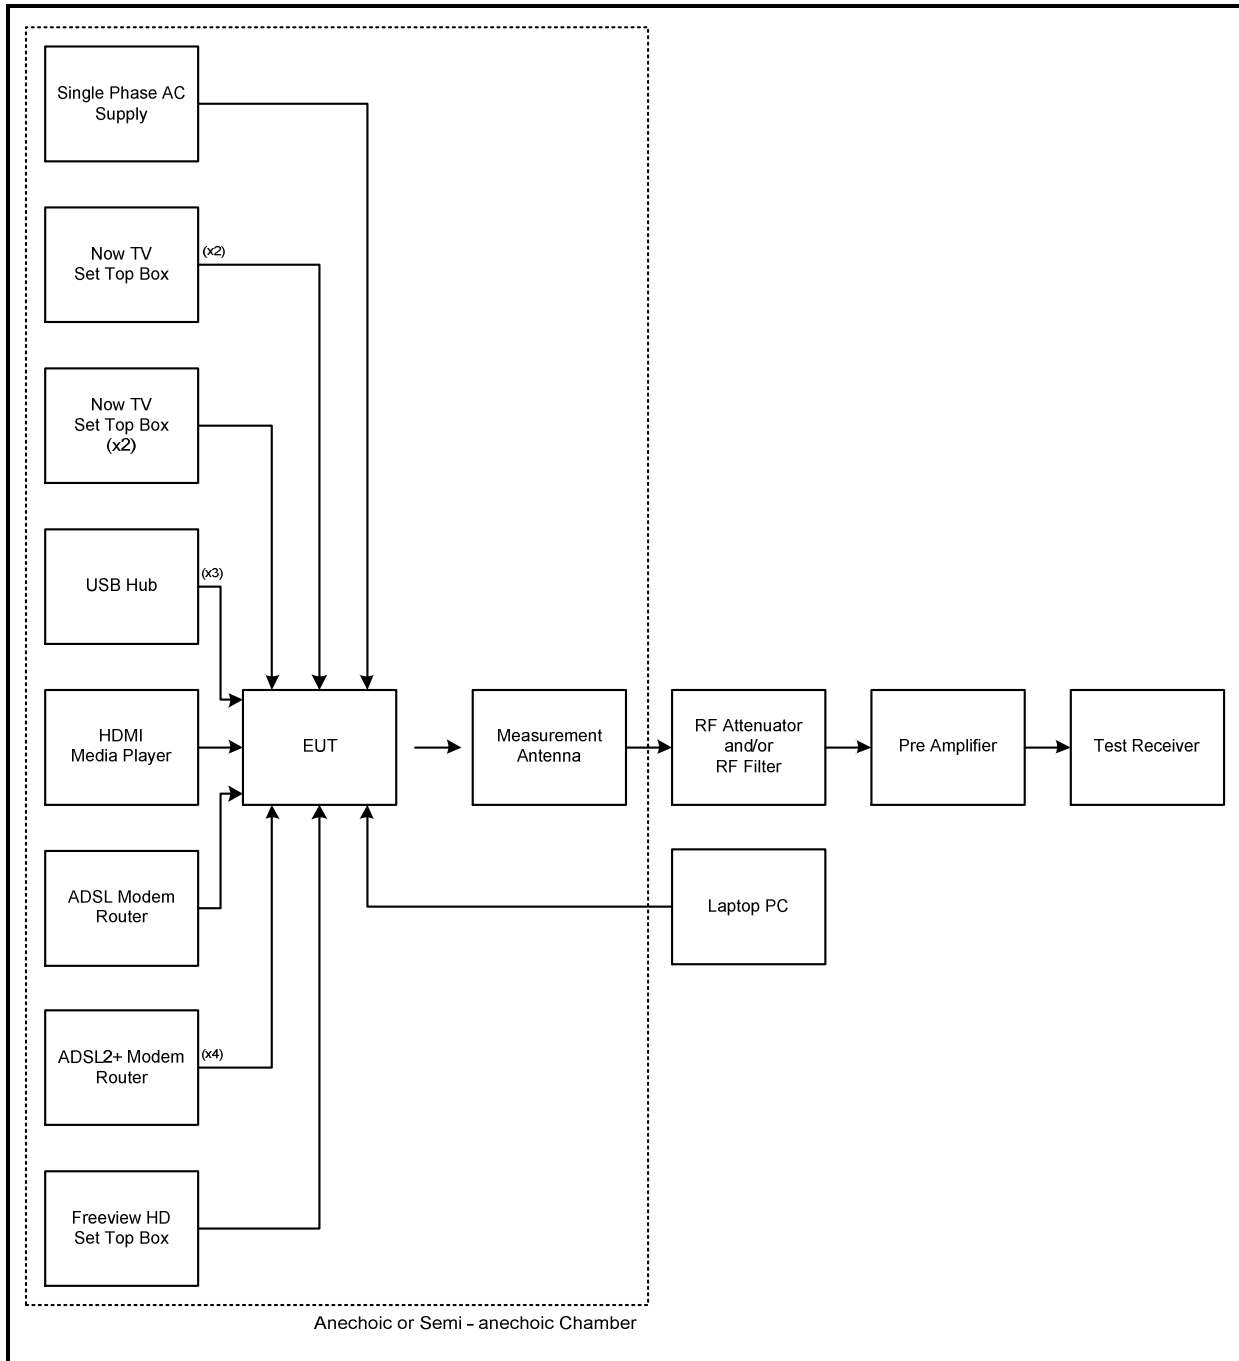 Single Phase AC
Supply
Now TV
Set Top Box
(x2)
Now TV
Set Top Box
(x2)
USB Hub
(x3)
HDMI
Media Player
EUT
Measurement
Antenna
RF Attenuator
and/or
RF Filter
Pre Amplifier
Test Receiver
ADSL Modem
Router
Laptop PC
ADSL2+ Modem
Router
(x4)
Freeview HD
Set Top Box
Anechoic or Semi - anechoic Chamber